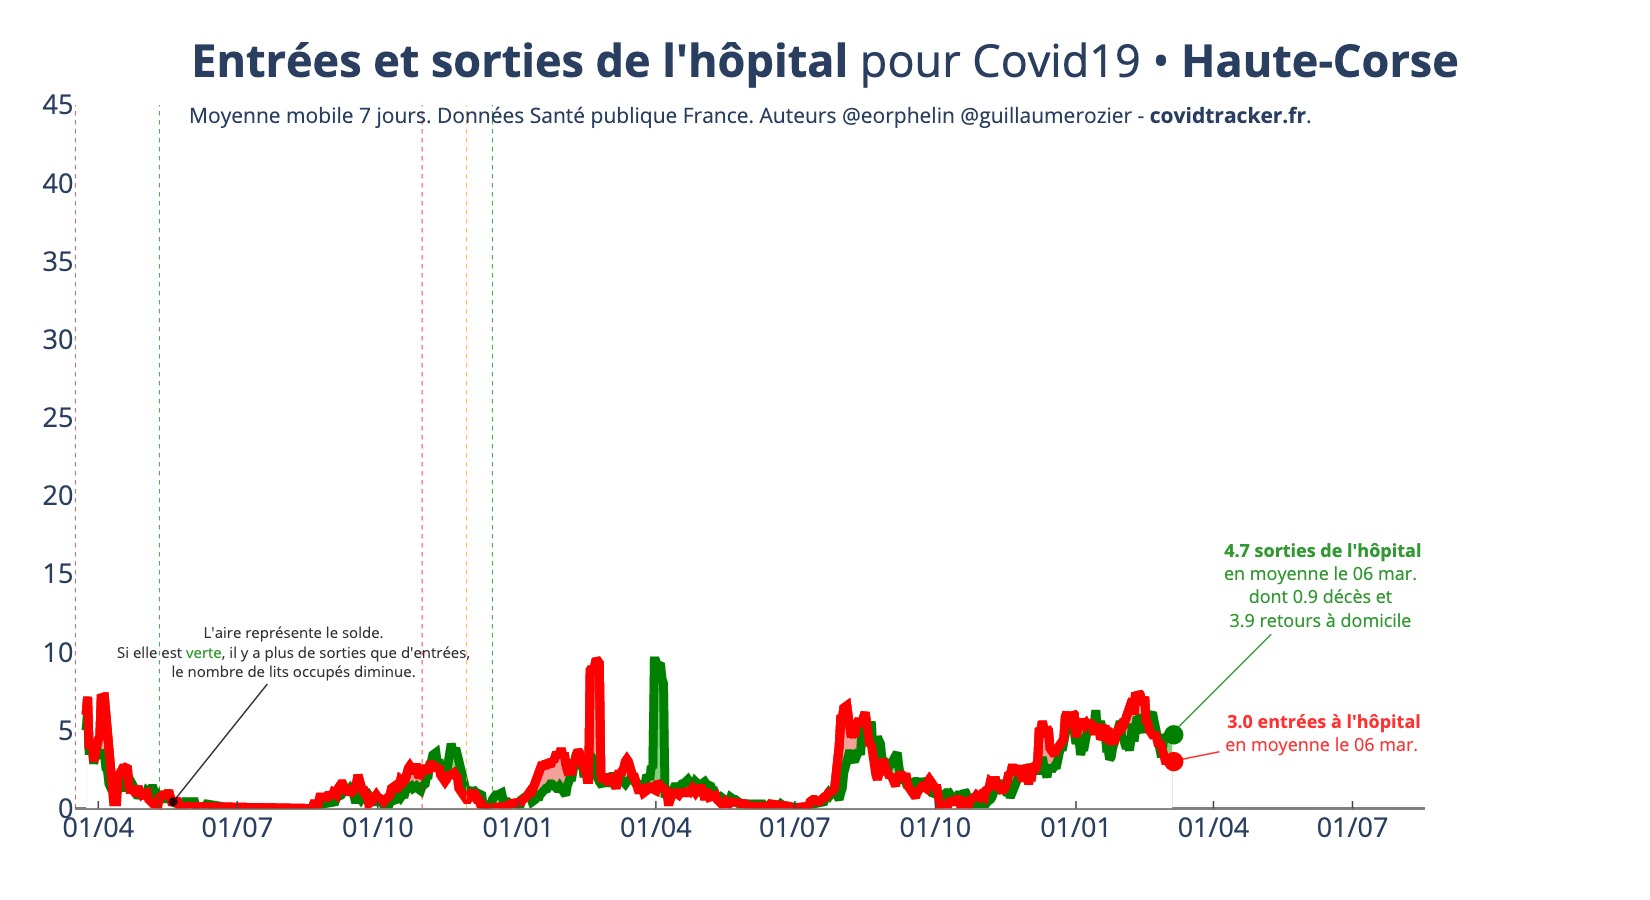 Entrées et sorties de l'hôpital pour Covid19 • Haute-Corse
Moyenne mobile 7 jours. Données Santé publique France. Auteurs @eorphelin @guillaumerozier - covidtracker.fr.
45
40
35
30
25
20
15
10
5
0
4.7 sorties de l'hôpital
en moyenne le 06 mar.
dont 0.9 décès et
3.9 retours à domicile
L'aire représente le solde.
Si elle est verte, il y a plus de sorties que d'entrées,
le nombre de lits occupés diminue.
3.0 entrées à l'hôpital
en moyenne le 06 mar.
01/04 01/07 01/10 01/01 01/04 01/07 01/10 01/01 01/04 01/07